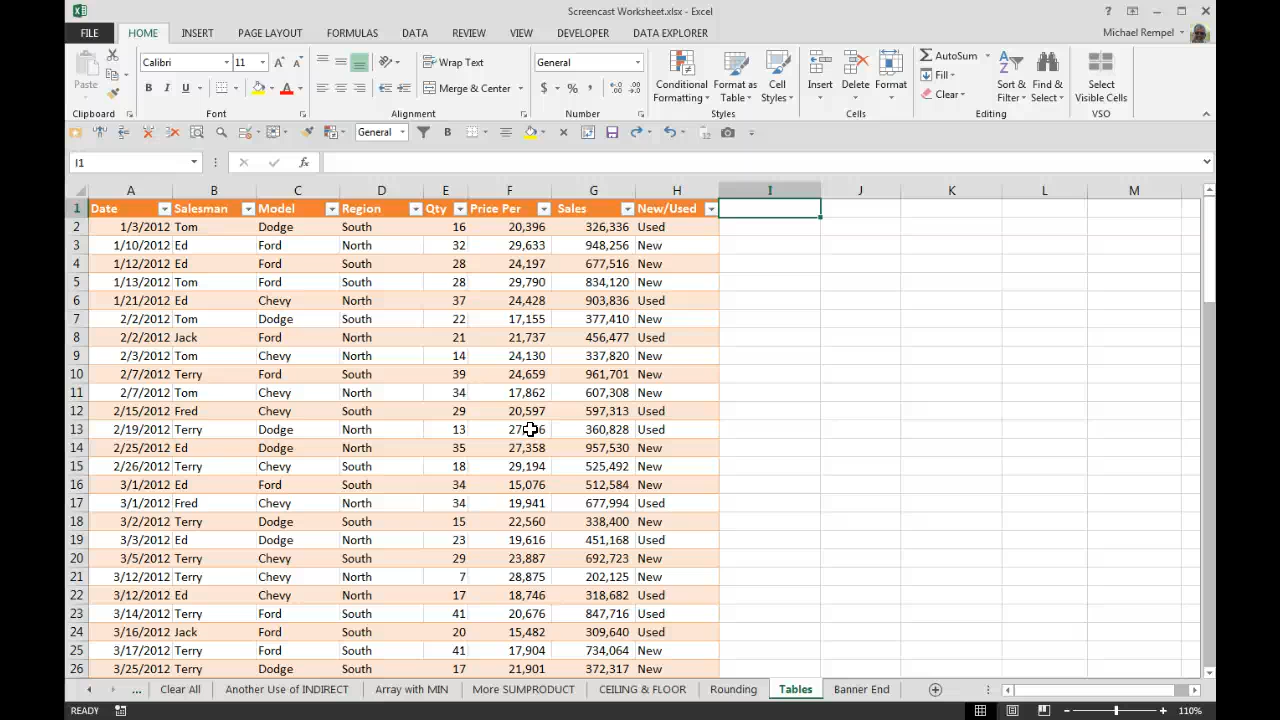 Screencast Worksheet.xlsx - Excel
FILE HOME INSERT PAGE LAYOUT FORMULAS DATA REVIEW VIEW DEVELOPER DATA EXPLORER Michael Rempel
Paste
Calibri 11
B I U
Wrap Text
Merge & Center
General
$ % ,
Conditional Formatting
Format as Table
Cell Styles
Insert Delete Format
AutoSum
Fill
Clear
Sort & Filter
Find & Select
Select Visible Cells
Clipboard Font Alignment Number Styles Cells Editing VSO
General B
I1 fx
A B C D E F G H I J K L M
1 Date Salesman Model Region Qty Price Per Sales New/Used
2 1/3/2012 Tom Dodge South 16 20,396 326,336 Used
3 1/10/2012 Ed Ford North 32 29,633 948,256 New
4 1/12/2012 Ed Ford South 28 24,197 677,516 New
5 1/13/2012 Tom Ford South 28 29,790 834,120 New
6 1/21/2012 Ed Chevy North 37 24,428 903,836 Used
7 2/2/2012 Tom Dodge South 22 17,155 377,410 New
8 2/2/2012 Jack Ford North 21 21,737 456,477 Used
9 2/3/2012 Tom Chevy North 14 24,130 337,820 New
10 2/7/2012 Terry Ford South 39 24,659 961,701 New
11 2/7/2012 Tom Chevy North 34 17,862 607,308 New
12 2/15/2012 Fred Chevy South 29 20,597 597,313 Used
13 2/19/2012 Terry Dodge North 13 360,828 Used
14 2/25/2012 Ed Dodge North 35 27,358 957,530 New
15 2/26/2012 Terry Chevy South 18 29,194 525,492 New
16 3/1/2012 Ed Ford South 34 15,076 512,584 New
17 3/1/2012 Fred Chevy North 34 19,941 677,994 Used
18 3/2/2012 Terry Dodge South 15 22,560 338,400 New
19 3/3/2012 Ed Dodge North 23 19,616 451,168 Used
20 3/5/2012 Terry Chevy South 29 23,887 692,723 New
21 3/12/2012 Terry Chevy North 7 28,875 202,125 New
22 3/12/2012 Ed Chevy North 17 18,746 318,682 Used
23 3/14/2012 Terry Ford South 41 20,676 847,716 Used
24 3/16/2012 Jack Ford South 20 15,482 309,640 Used
25 3/17/2012 Terry Ford South 41 17,904 734,064 New
26 3/25/2012 Terry Dodge South 17 21,901 372,317 New
... Clear All Another Use of INDIRECT Array with MIN More SUMPRODUCT CEILING & FLOOR Rounding Tables Banner End
READY 110%